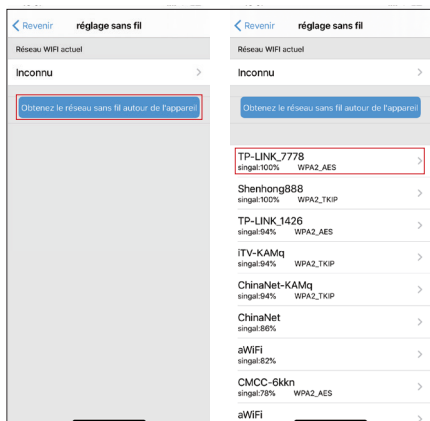 Revenir réglage sans fil
Réseau WIFI actuel
Inconnu
Obtenez le réseau sans fil autour de l'appareil
Revenir réglage sans fil
Réseau WIFI actuel
Inconnu
Obtenez le réseau sans fil autour de l'appareil
TP-LINK_7778
singal:100% WPA2_AES
Shenhong888
singal:100% WPA2_TKIP
TP-LINK_1426
singal:94% WPA2_AES
iTV-KAMq
singal:94% WPA2_TKIP
ChinaNet-KAMq
singal:94% WPA2_TKIP
ChinaNet
singal:86%
aWiFi
singal:82%
CMCC-6kkn
singal:78% WPA2_AES
aWiFi